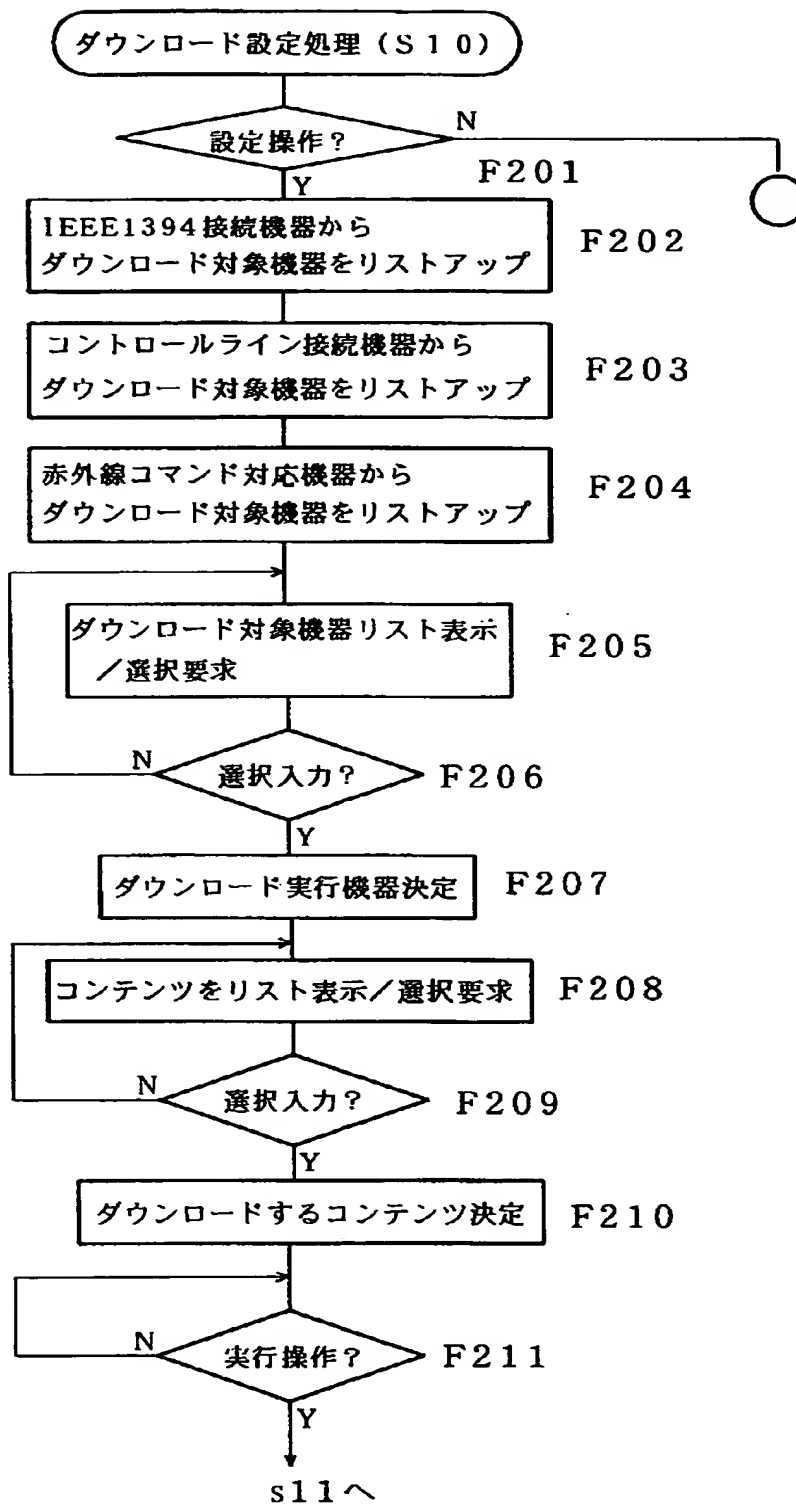 ダウンロード設定処理（S10）
設定操作？
N
Y
F201
IEEE1394接続機器から
ダウンロード対象機器をリストアップ
F202
コントロールライン接続機器から
ダウンロード対象機器をリストアップ
F203
赤外線コマンド対応機器から
ダウンロード対象機器をリストアップ
F204
ダウンロード対象機器リスト表示
／選択要求
F205
N
選択入力？
F206
Y
ダウンロード実行機器決定
F207
コンテンツをリスト表示／選択要求
F208
N
選択入力？
F209
Y
ダウンロードするコンテンツ決定
F210
N
実行操作？
F211
Y
s11へ